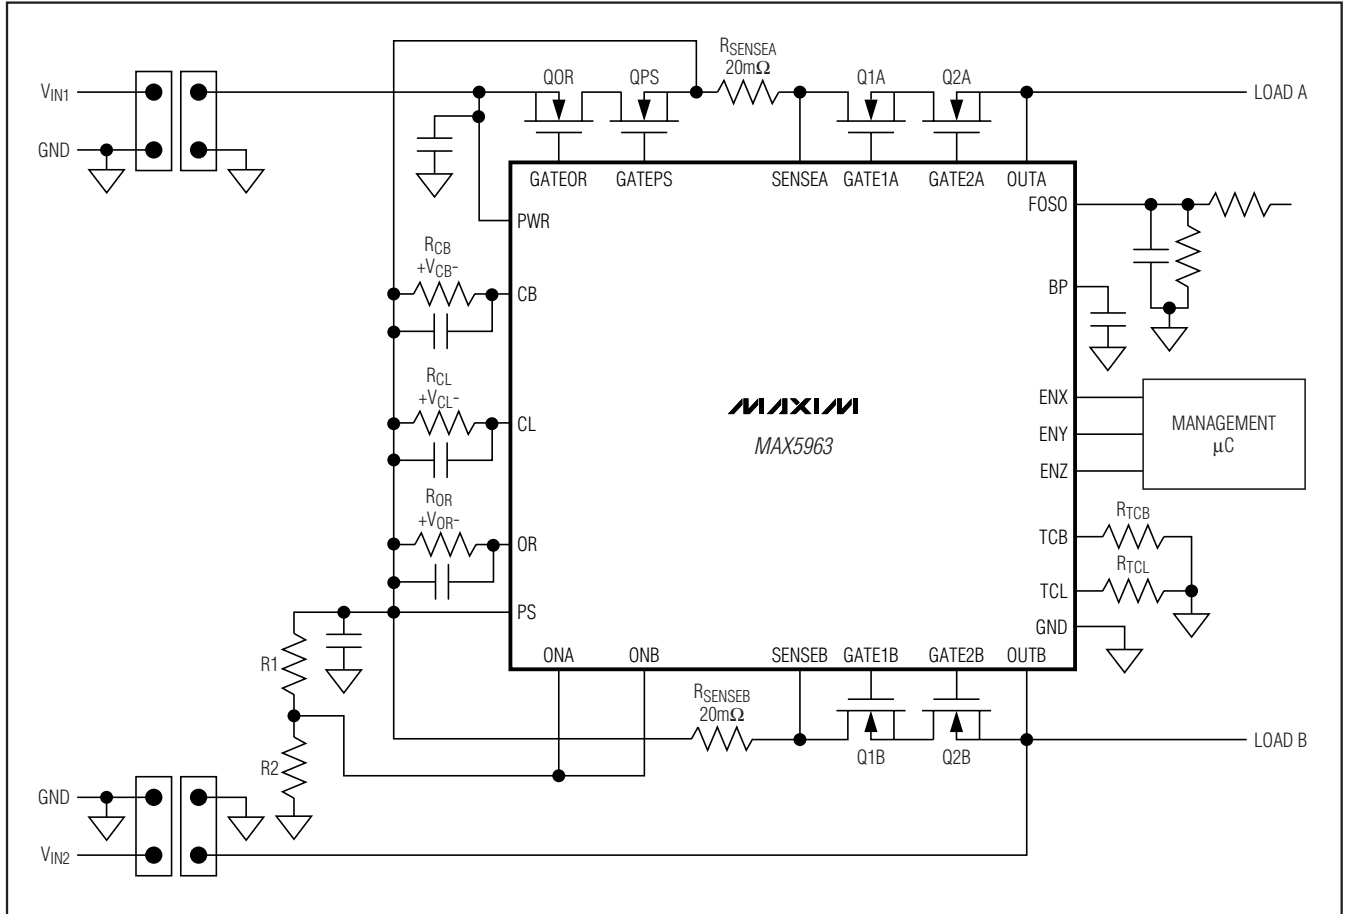 RSENSEA
20mΩ
VIN1
QOR
QPS
Q1A
Q2A
LOAD A
GND
GATEOR
GATEPS
SENSEA
GATE1A
GATE2A
OUTA
FOSO
PWR
RCB
+VCB-
CB
BP
RCL
+VCL-
CL
MAXIM
MAX5963
ENX
ENY
ENZ
MANAGEMENT
µC
ROR
+VOR-
OR
RTCB
TCB
RTCL
TCL
PS
GND
R1
ONA
ONB
SENSEB
GATE1B
GATE2B
OUTB
RSENSEB
20mΩ
LOAD B
Q1B
Q2B
R2
GND
VIN2